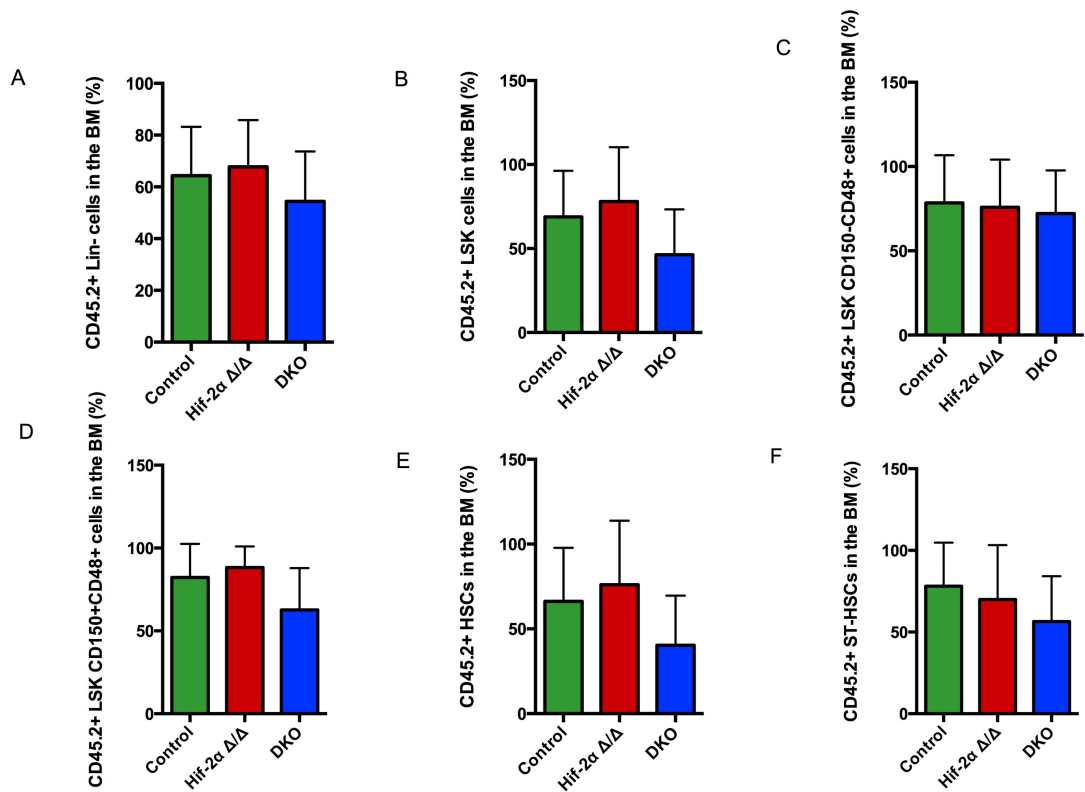 A
CD45.2+ Lin- cells in the BM (%)
100
80
60
40
20
0
Control
Hif-2α Δ/Δ
DKO
B
CD45.2+ LSK cells in the BM (%)
150
100
50
0
Control
Hif-2α Δ/Δ
DKO
C
CD45.2+ LSK CD150-CD48+ cells in the BM (%)
150
100
50
0
Control
Hif-2α Δ/Δ
DKO
D
CD45.2+ LSK CD150+CD48+ cells in the BM (%)
150
100
50
0
Control
Hif-2α Δ/Δ
DKO
E
CD45.2+ HSCs in the BM (%)
150
100
50
0
Control
Hif-2α Δ/Δ
DKO
F
CD45.2+ ST-HSCs in the BM (%)
150
100
50
0
Control
Hif-2α Δ/Δ
DKO